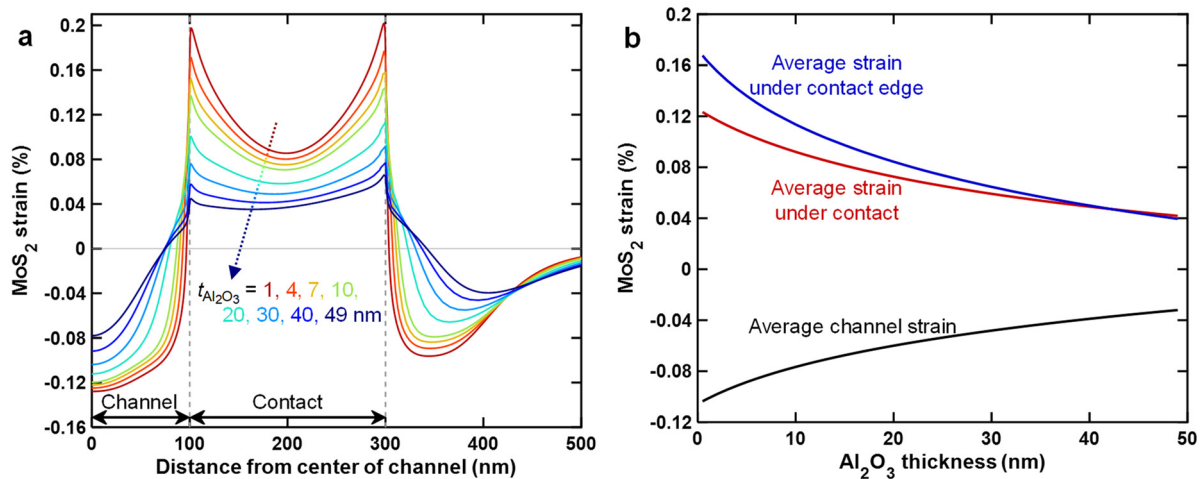 a
0.2
0.16
0.12
0.08
0.04
0
-0.04
-0.08
-0.12
-0.16
MoS2 strain (%)
tAl2O3 = 1, 4, 7, 10,
20, 30, 40, 49 nm
Channel
Contact
0 100 200 300 400 500
Distance from center of channel (nm)
b
0.2
0.16
0.12
0.08
0.04
0
-0.04
-0.08
-0.12
MoS2 strain (%)
Average strain
under contact edge
Average strain
under contact
Average channel strain
0 10 20 30 40 50
Al2O3 thickness (nm)